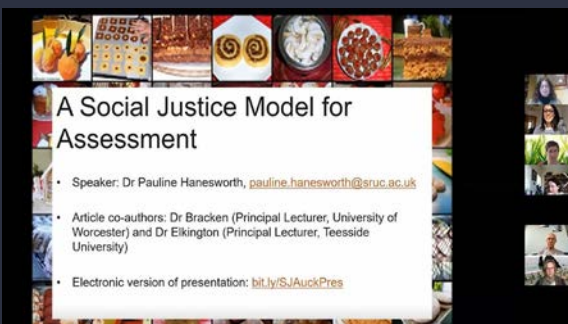 A Social Justice Model for
Assessment
• Speaker: Dr Pauline Hanesworth, pauline.hanesworth@sruc.ac.uk
• Article co-authors: Dr Bracken (Principal Lecturer, University of
Worcester) and Dr Elkington (Principal Lecturer, Teesside
University)
• Electronic version of presentation: bit.ly/SJAuckPres